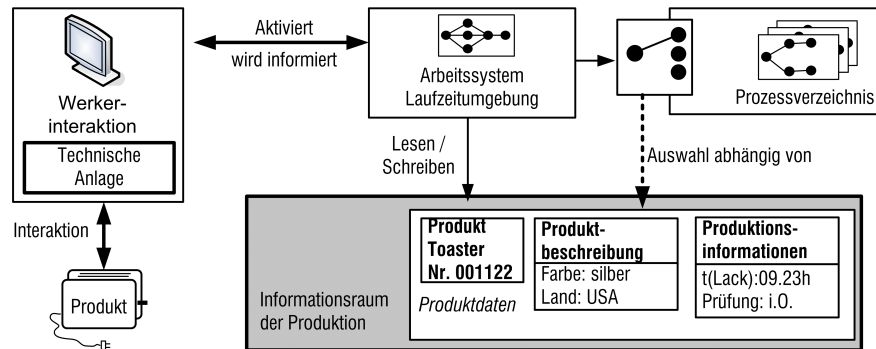 Werker-
interaktion
Technische
Anlage
Interaktion
Produkt
Aktiviert
wird informiert
Arbeitssystem
Laufzeitumgebung
Lesen /
Schreiben
Prozessverzeichnis
Auswahl abhängig von
Informationsraum
der Produktion
Produkt
Toaster
Nr. 001122
Produktdaten
Produkt-
beschreibung
Farbe: silber
Land: USA
Produktions-
informationen
t(Lack):09.23h
Prüfung: i.O.